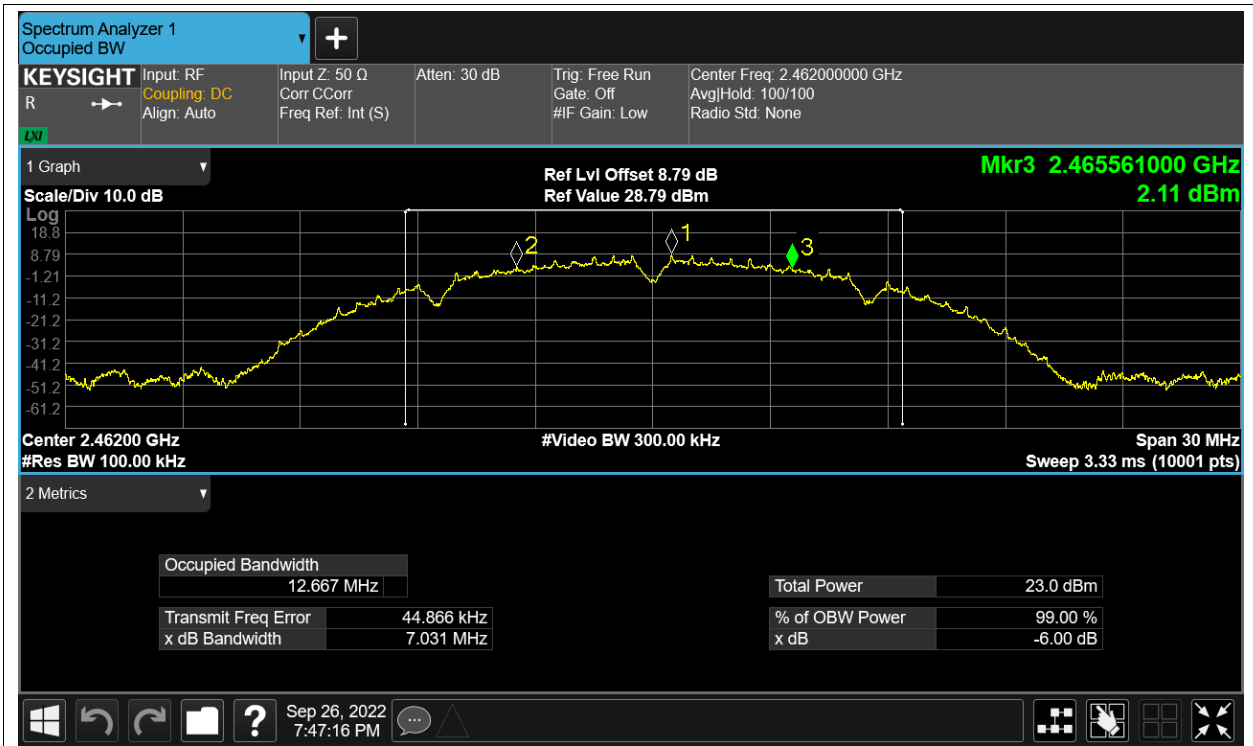 Spectrum Analyzer 1
Occupied BW
KEYSIGHT
R
LXI
Input: RF
Coupling: DC
Align: Auto
Input Z: 50 Ω
Corr CCorr
Freq Ref: Int (S)
Atten: 30 dB
Trig: Free Run
Gate: Off
#IF Gain: Low
Center Freq: 2.462000000 GHz
Avg|Hold: 100/100
Radio Std: None
1 Graph
Scale/Div 10.0 dB
Ref Lvl Offset 8.79 dB
Ref Value 28.79 dBm
Mkr3 2.465561000 GHz
2.11 dBm
Log
18.8
8.79
-1.21
-11.2
-21.2
-31.2
-41.2
-51.2
-61.2
2
1
3
Center 2.46200 GHz
#Video BW 300.00 kHz
Span 30 MHz
#Res BW 100.00 kHz
Sweep 3.33 ms (10001 pts)
2 Metrics
Occupied Bandwidth
12.667 MHz
Transmit Freq Error 44.866 kHz
x dB Bandwidth 7.031 MHz
Total Power 23.0 dBm
% of OBW Power 99.00 %
x dB -6.00 dB
?
Sep 26, 2022
7:47:16 PM